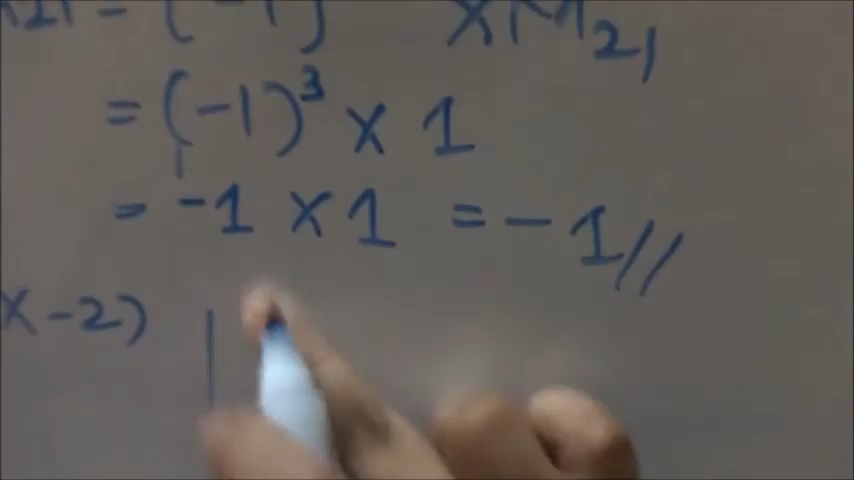 = (-1)³ × 1
= -1 × 1 = -1//
× -2) |